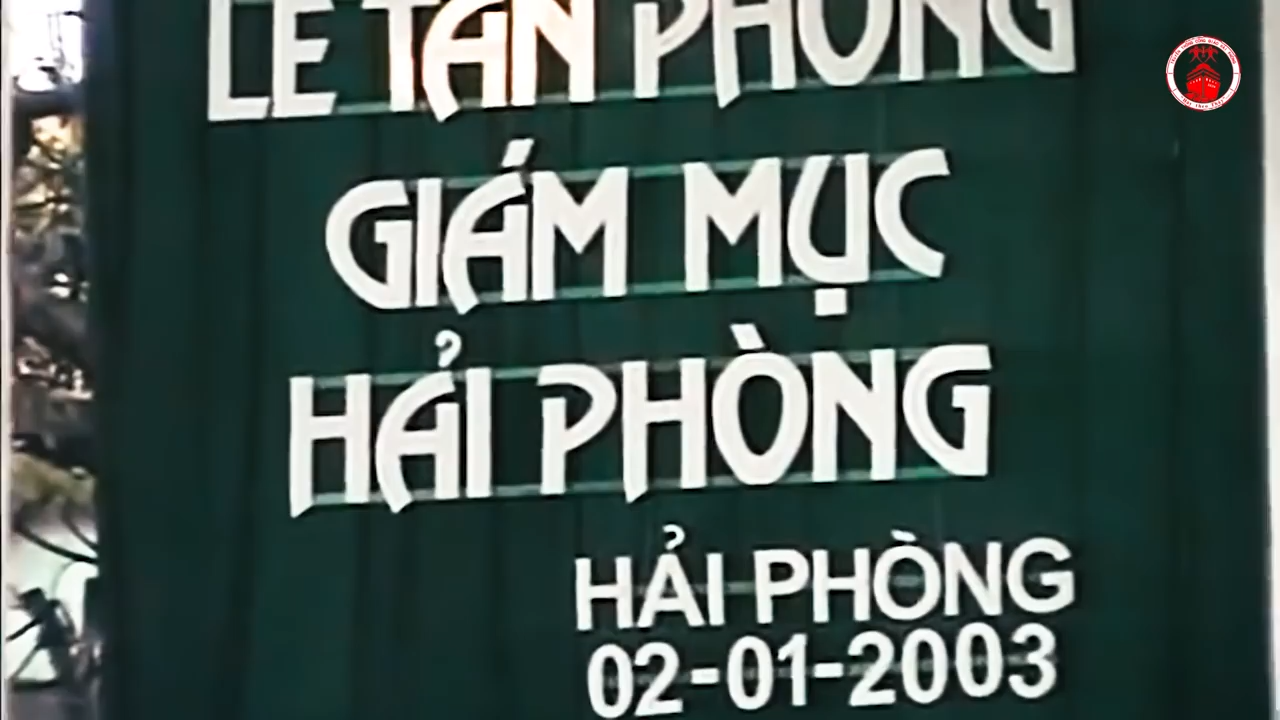 LỄ TẤN PHONG
GIÁM MỤC
HẢI PHÒNG
HẢI PHÒNG
02-01-2003